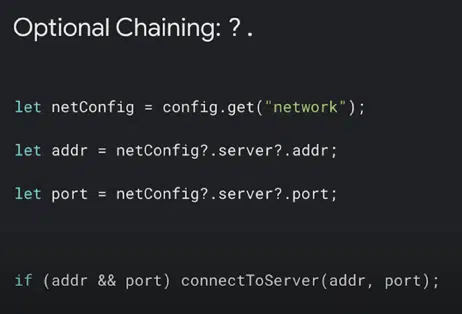 Optional Chaining: ?.
let netConfig = config.get("network");
let addr = netConfig?.server?.addr;
let port = netConfig?.server?.port;
if (addr && port) connectToServer(addr, port);